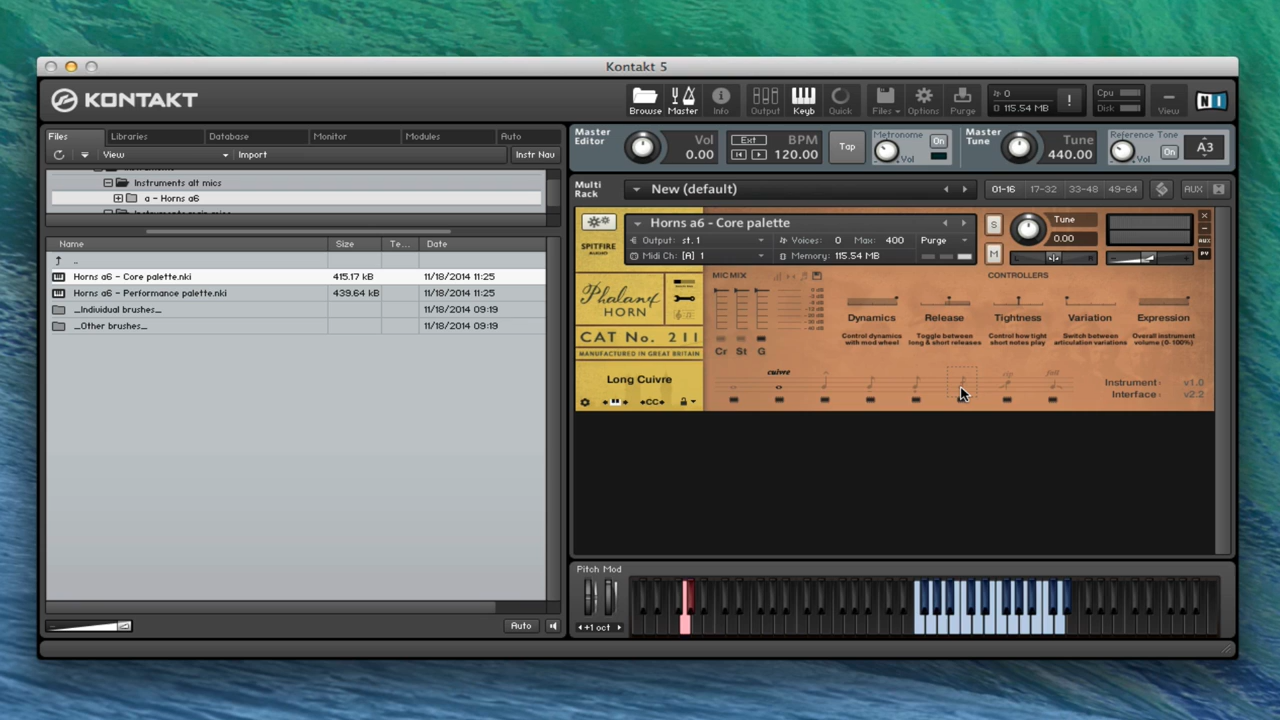 Kontakt 5
KONTAKT
Browse
Master
Info
Output
Keyb
Quick
Files
Options
Purge
0
115.54 MB
!
Cpu
Disk
View
NI
Files
Libraries
Database
Monitor
Modules
Auto
View
Import
Instr Nav
Instruments alt mics
a - Horns a6
Name
Size
Te...
Date
..
Horns a6 - Core palette.nki
415.17 kB
11/18/2014 11:25
Horns a6 - Performance palette.nki
439.64 kB
11/18/2014 11:25
_Individual brushes_
11/18/2014 09:19
_Other brushes_
11/18/2014 09:19
Auto
Master Editor
Vol
0.00
Ext
BPM
120.00
Tap
Metronome
On
Vol
Master Tune
Tune
440.00
Reference Tone
Vol
On
A3
Multi Rack
New (default)
01-16
17-32
33-48
49-64
AUX
SPITFIRE AUDIO
Horns a6 - Core palette
Output: st. 1
Voices: 0
Max: 400
Purge
Midi Ch: [A] 1
Memory: 115.54 MB
S
M
Tune
0.00
L
R
AUX
PV
Phalanx
HORN
CAT No. 211
MANUFACTURED IN GREAT BRITAIN
Long Cuivre
CC
MIC MIX
Cr
St
G
CONTROLLERS
Dynamics
Release
Tightness
Variation
Expression
Control dynamics with mod wheel
Toggle between long & short releases
Control how tight short notes play
Switch between articulation variations
Overall instrument volume (0-100%)
cuivre
Instrument: v1.0
Interface: v2.2
Pitch Mod
+1 oct